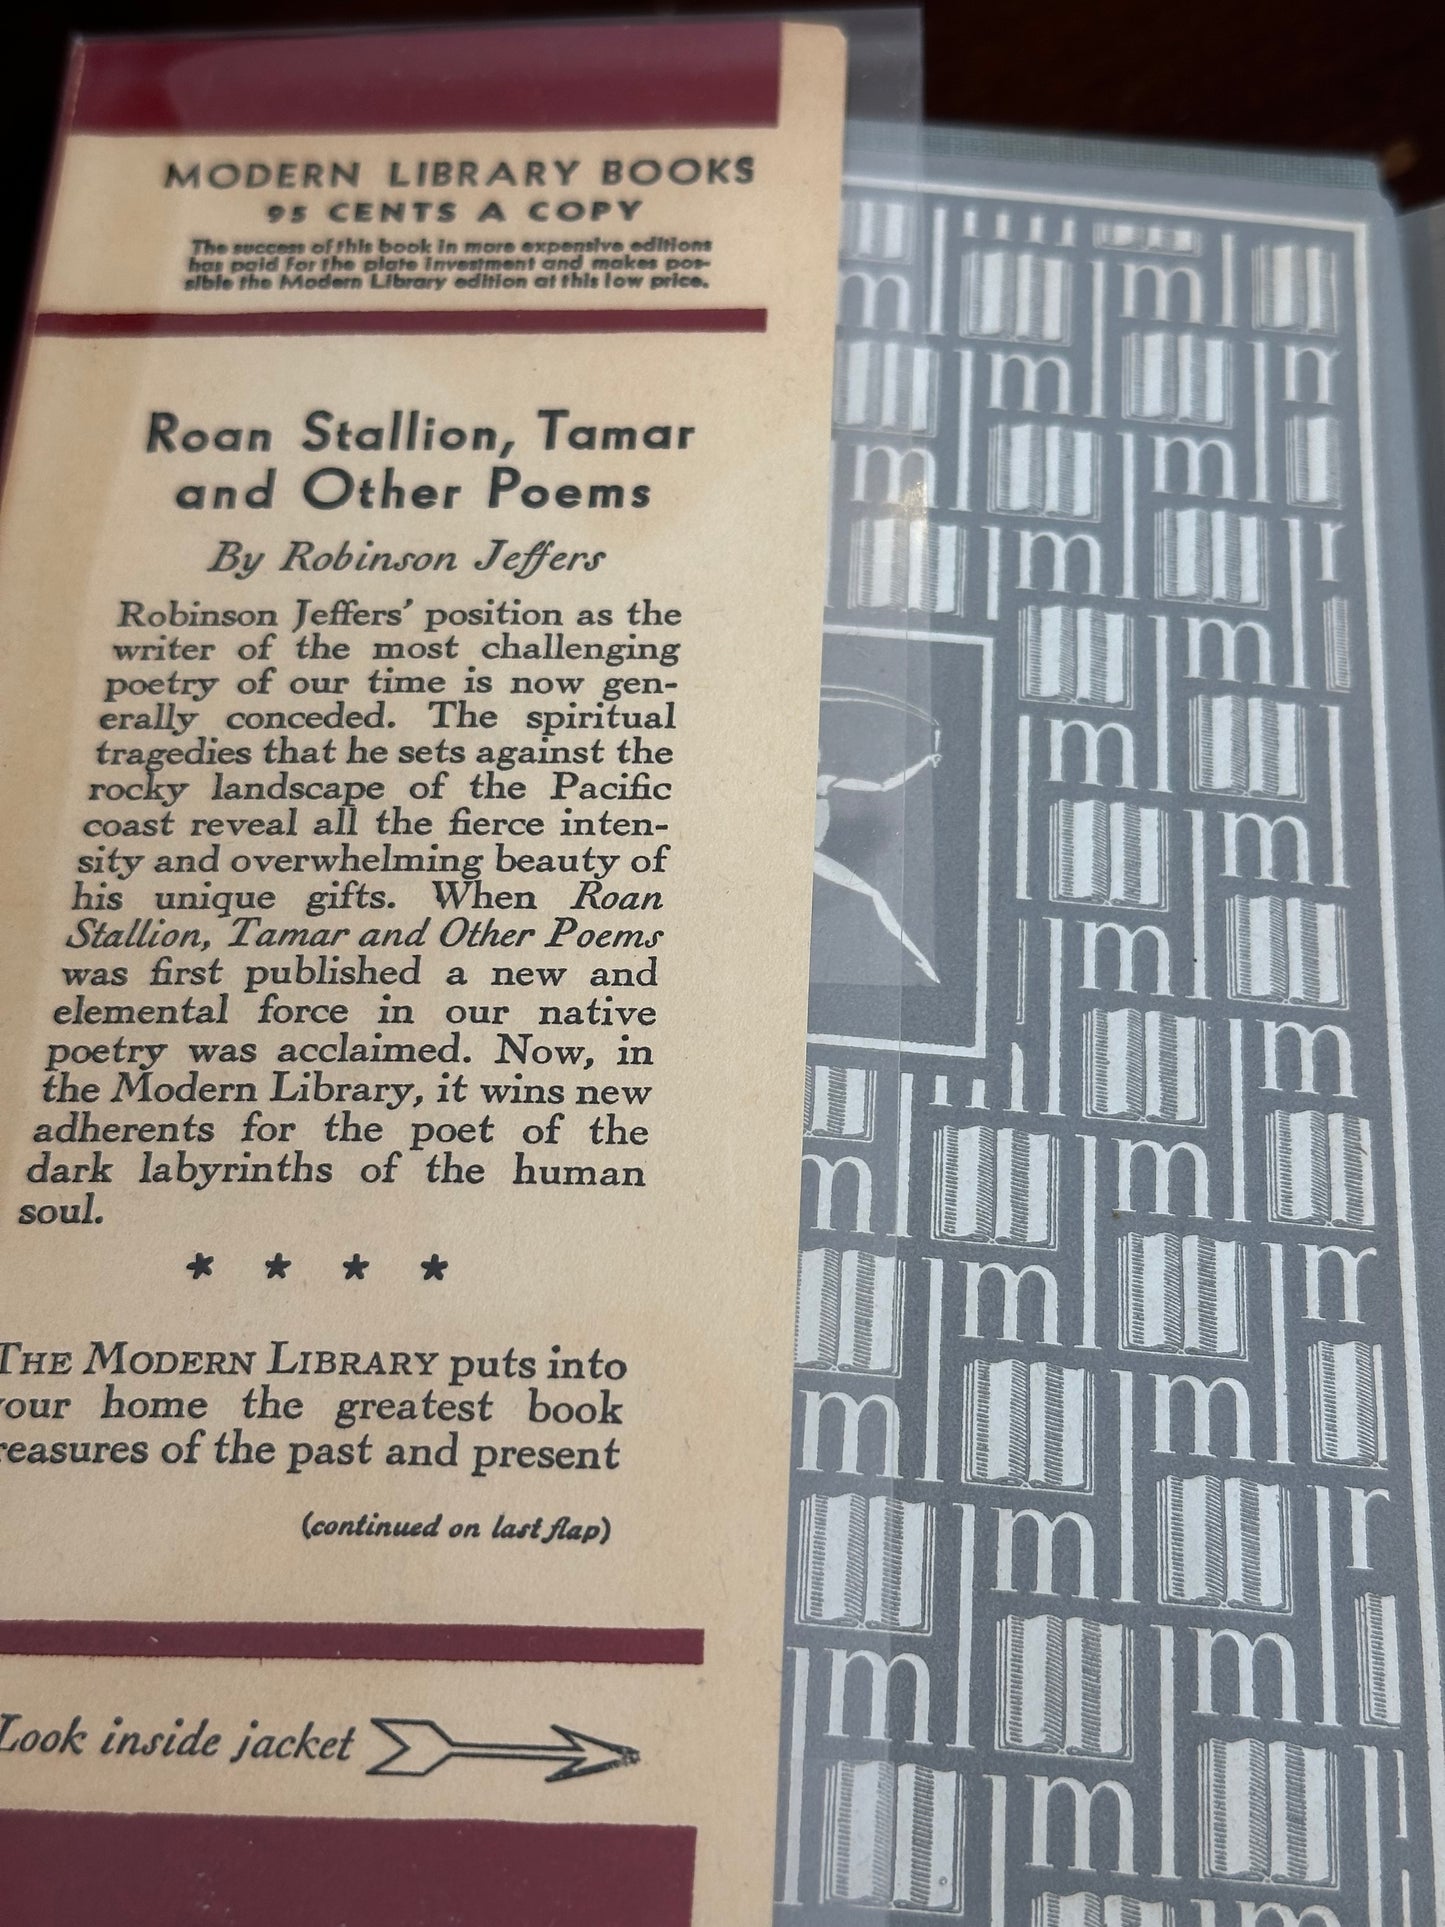 MODERN LIBRARY BOOKS
95 CENTS A COPY
The success of this book in more expensive editions
has paid for the plate investment and makes pos-
sible the Modern Library edition at this low price.
Roan Stallion, Tamar
and Other Poems
By Robinson Jeffers
Robinson Jeffers' position as the
writer of the most challenging
poetry of our time is now gen-
erally conceded. The spiritual
tragedies that he sets against the
rocky landscape of the Pacific
coast reveal all the fierce inten-
sity and overwhelming beauty of
his unique gifts. When Roan
Stallion, Tamar and Other Poems
was first published a new and
elemental force in our native
poetry was acclaimed. Now, in
the Modern Library, it wins new
adherents for the poet of the
dark labyrinths of the human
soul.
* * * *
THE MODERN LIBRARY puts into
our home the greatest book
reasures of the past and present
(continued on last flap)
Look inside jacket